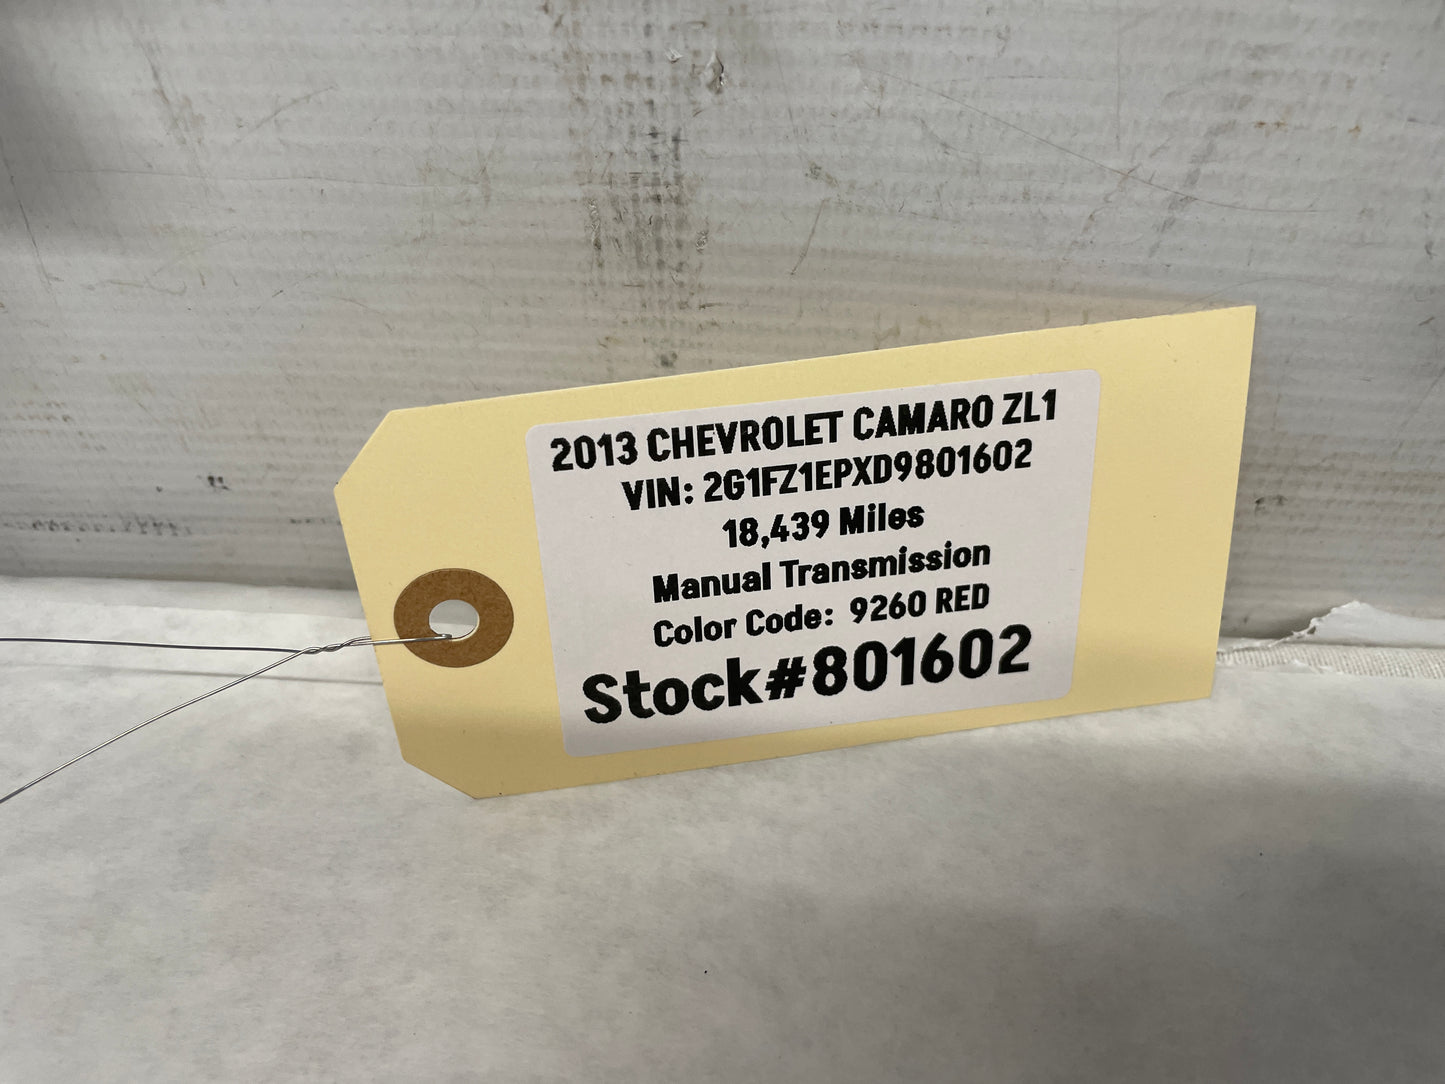 2013 CHEVROLET CAMARO ZL1
VIN: 2G1FZ1EPXD9801602
18,439 Miles
Manual Transmission
Color Code: 9260 RED
Stock#801602